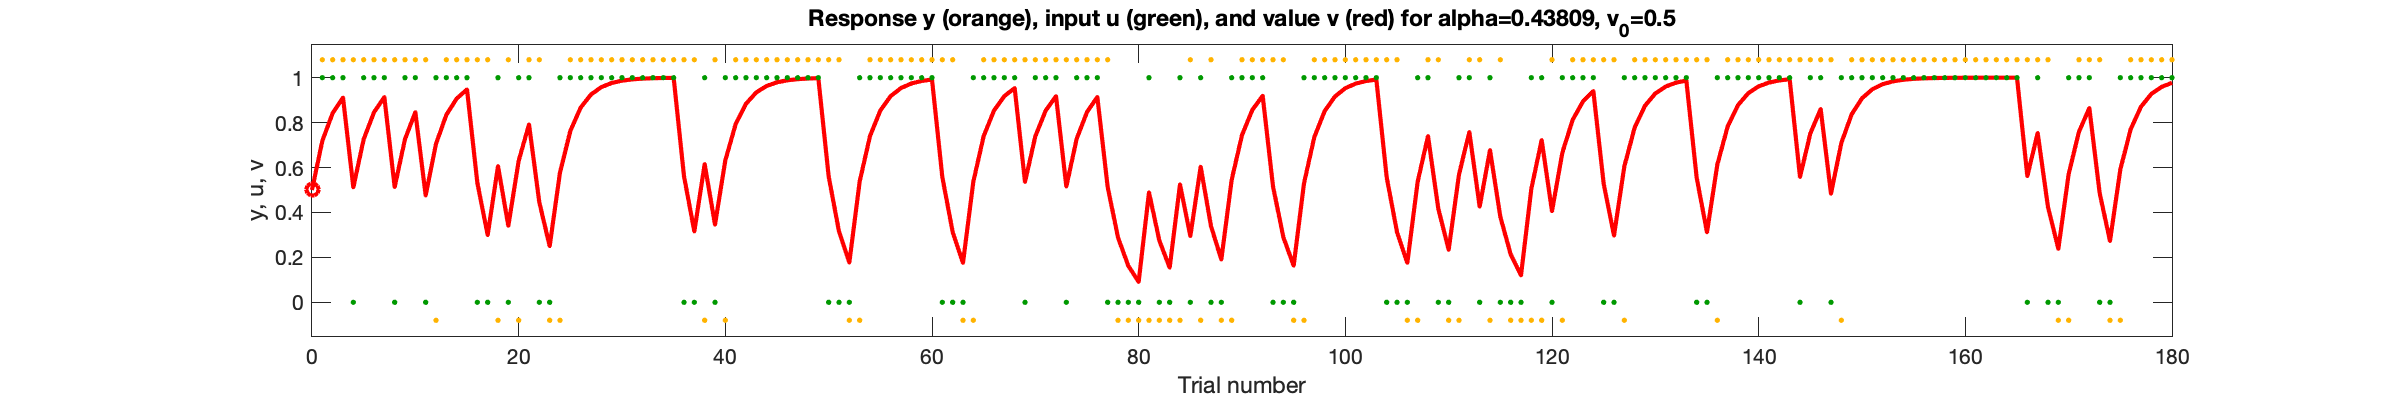 Response y (orange), input u (green), and value v (red) for alpha=0.43809, v_0=0.5
y, u, v
1
0.8
0.6
0.4
0.2
0
0 20 40 60 80 100 120 140 160 180
Trial number